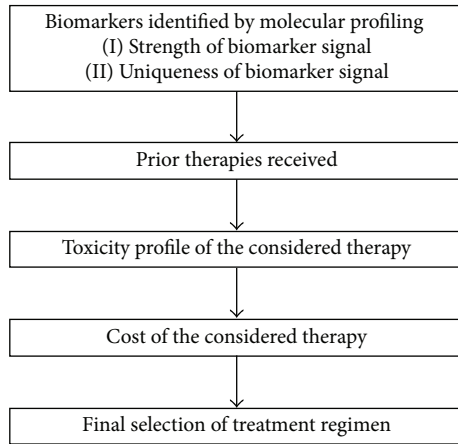 Biomarkers identified by molecular profiling
(I) Strength of biomarker signal
(II) Uniqueness of biomarker signal
Prior therapies received
Toxicity profile of the considered therapy
Cost of the considered therapy
Final selection of treatment regimen